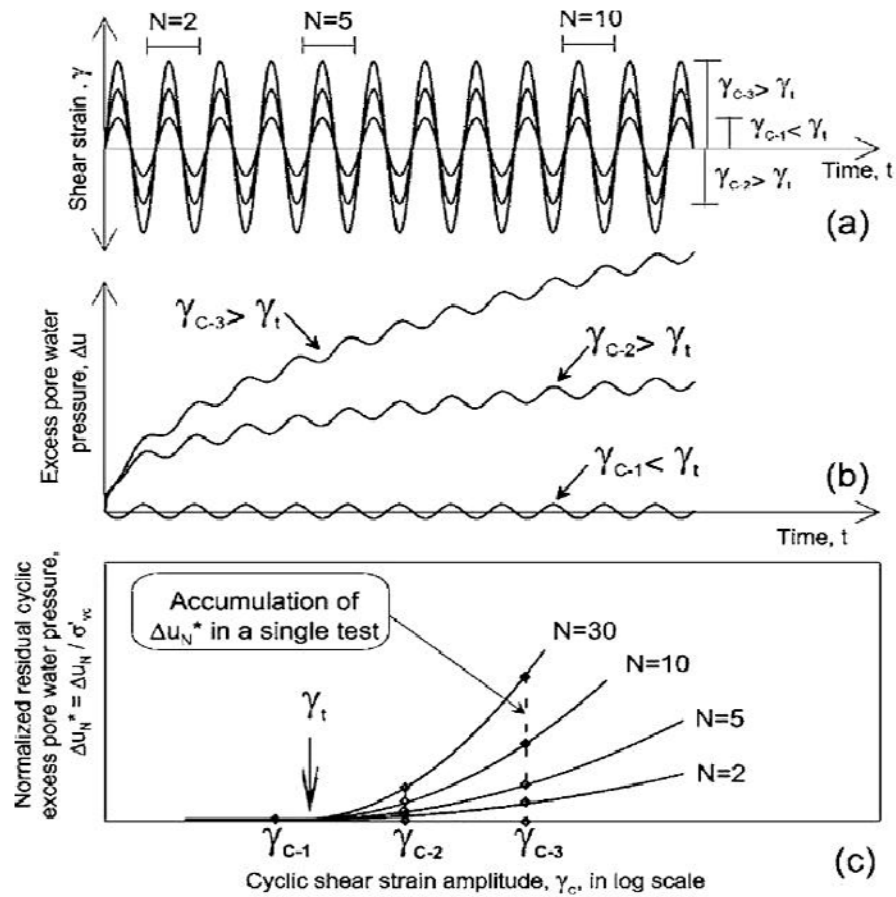 N=2
N=5
N=10
Shear strain, γ
γC-3> γt
γC-1< γt
Time, t
γC-2> γt
(a)
Excess pore water
pressure, Δu
γC-3> γt
γC-2> γt
γC-1< γt
(b)
Time, t
Normalized residual cyclic
excess pore water pressure,
ΔuN* = ΔuN / σ'vc
Accumulation of
ΔuN* in a single test
γt
N=30
N=10
N=5
N=2
γC-1
γC-2
γC-3
(c)
Cyclic shear strain amplitude, γc, in log scale